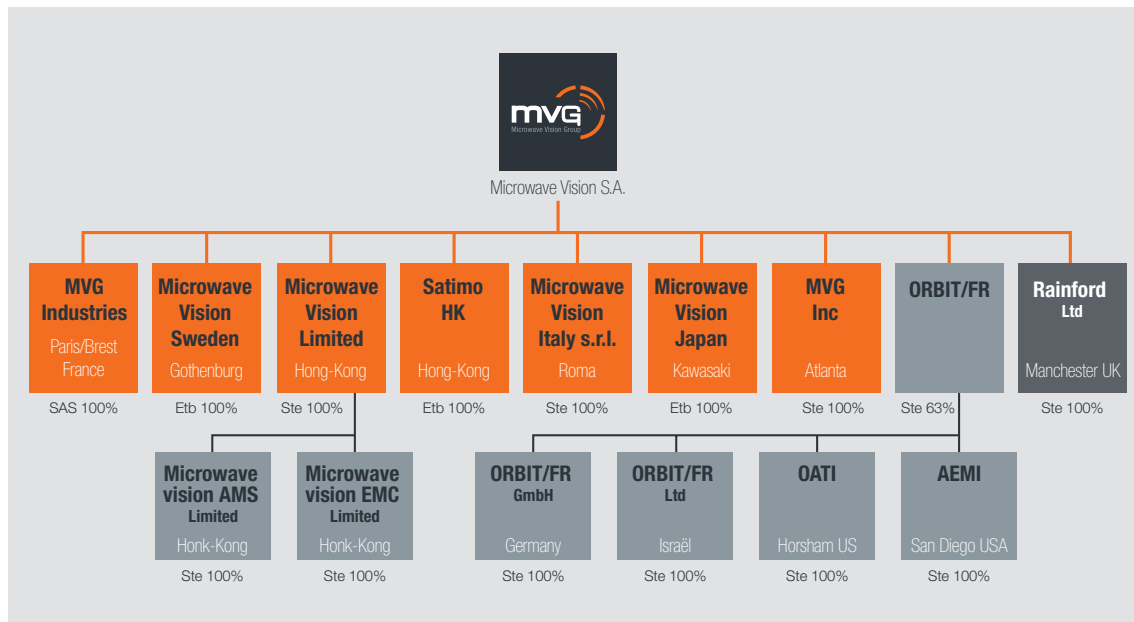 mvg
Microwave Vision Group
Microwave Vision S.A.
MVG
Industries
Paris/Brest
France
SAS 100%
Microwave
Vision
Sweden
Gothenburg
Etb 100%
Microwave
Vision
Limited
Hong-Kong
Ste 100%
Satimo
HK
Hong-Kong
Etb 100%
Microwave
Vision
Italy s.r.l.
Roma
Ste 100%
Microwave
Vision
Japan
Kawasaki
Etb 100%
MVG
Inc
Atlanta
Ste 100%
ORBIT/FR
Ste 63%
Rainford
Ltd
Manchester UK
Ste 100%
Microwave
vision AMS
Limited
Honk-Kong
Ste 100%
Microwave
vision EMC
Limited
Honk-Kong
Ste 100%
ORBIT/FR
GmbH
Germany
Ste 100%
ORBIT/FR
Ltd
Israël
Ste 100%
OATI
Horsham US
Ste 100%
AEMI
San Diego USA
Ste 100%